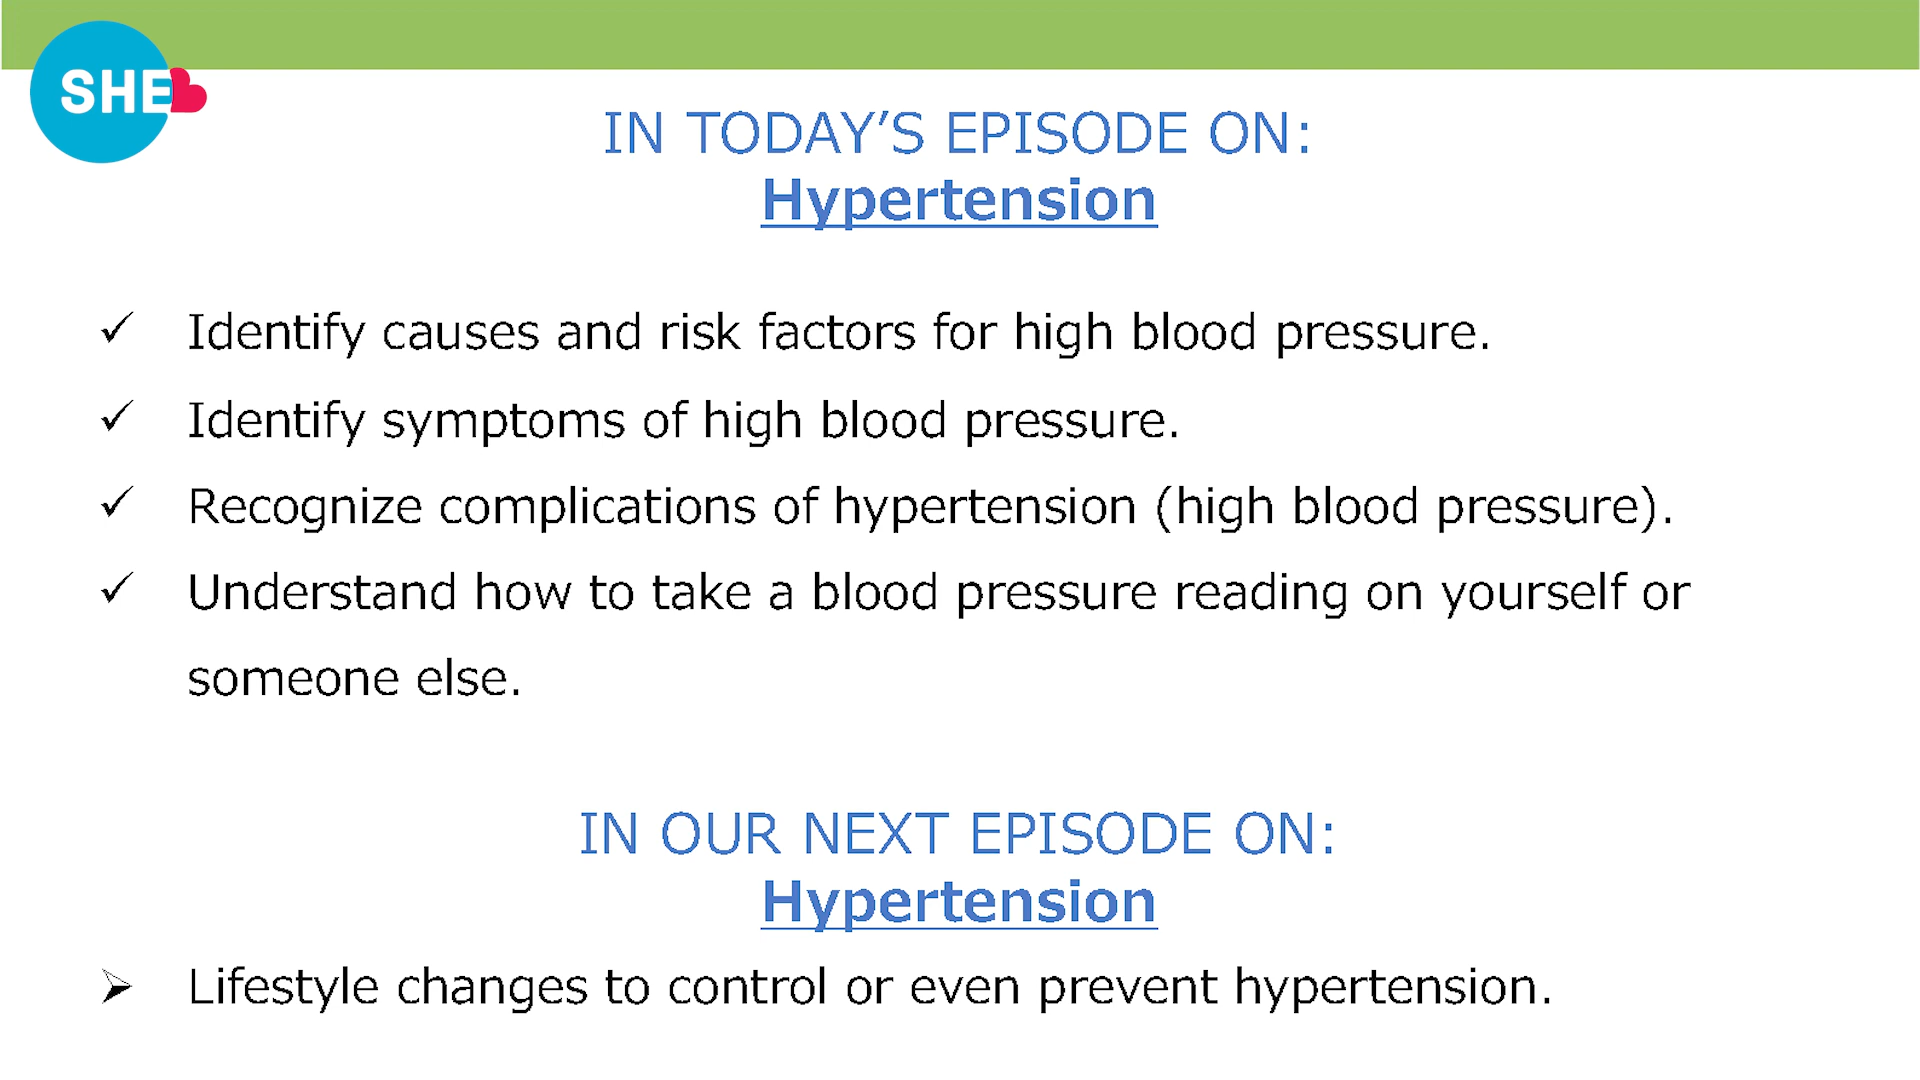 SHE
IN TODAY’S EPISODE ON:
Hypertension
Identify causes and risk factors for high blood pressure.
Identify symptoms of high blood pressure.
Recognize complications of hypertension (high blood pressure).
Understand how to take a blood pressure reading on yourself or
someone else.
IN OUR NEXT EPISODE ON:
Hypertension
Lifestyle changes to control or even prevent hypertension.